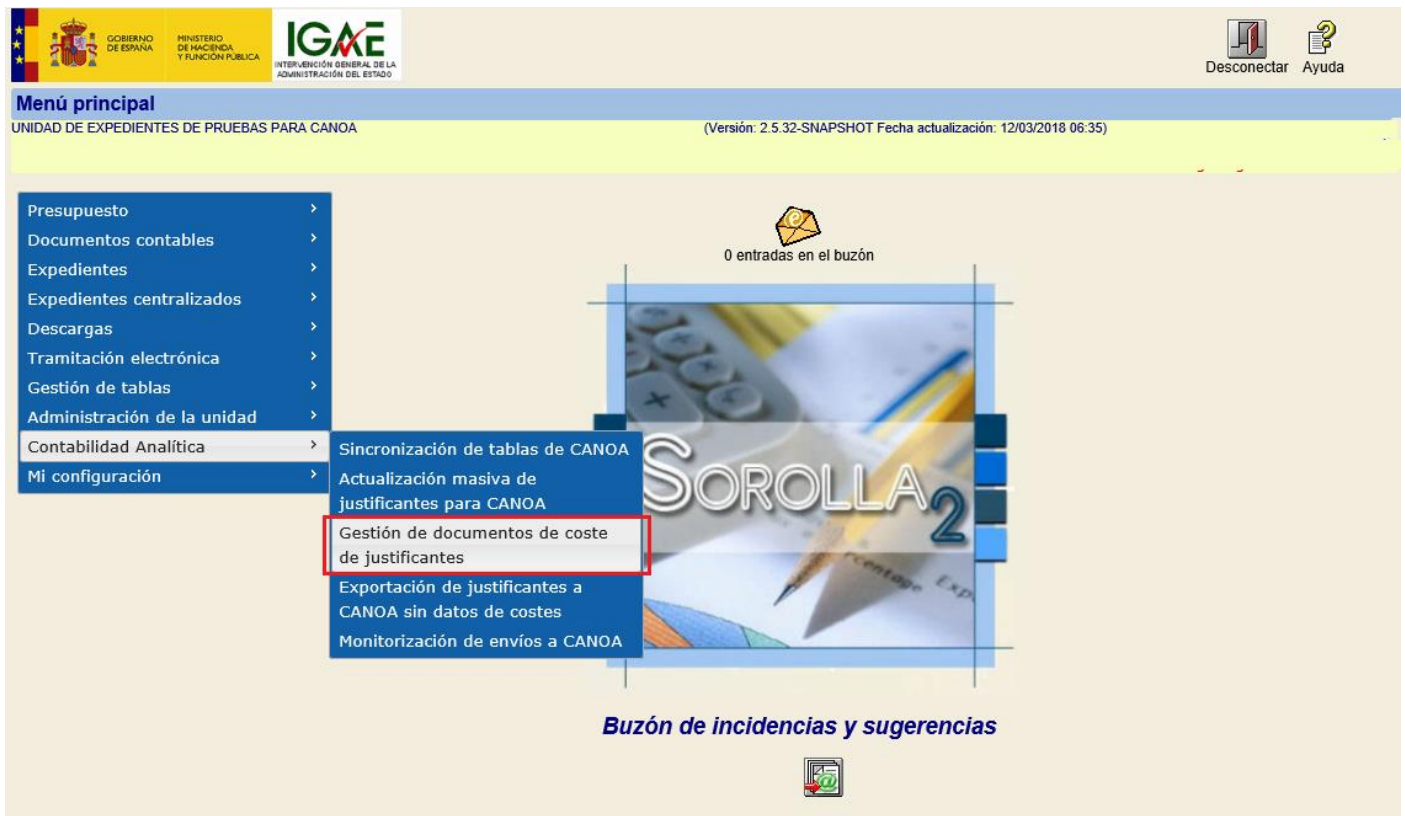 GOBIERNO
DE ESPAÑA
MINISTERIO
DE HACIENDA
Y FUNCIÓN PÚBLICA
IGAE
INTERVENCIÓN GENERAL DE LA
ADMINISTRACIÓN DEL ESTADO
Desconectar
Ayuda
Menú principal
UNIDAD DE EXPEDIENTES DE PRUEBAS PARA CANOA
(Versión: 2.5.32-SNAPSHOT Fecha actualización: 12/03/2018 06:35)
Presupuesto
Documentos contables
Expedientes
Expedientes centralizados
Descargas
Tramitación electrónica
Gestión de tablas
Administración de la unidad
Contabilidad Analítica
Mi configuración
Sincronización de tablas de CANOA
Actualización masiva de
justificantes para CANOA
Gestión de documentos de coste
de justificantes
Exportación de justificantes a
CANOA sin datos de costes
Monitorización de envíos a CANOA
0 entradas en el buzón
SOROLLA2
Buzón de incidencias y sugerencias